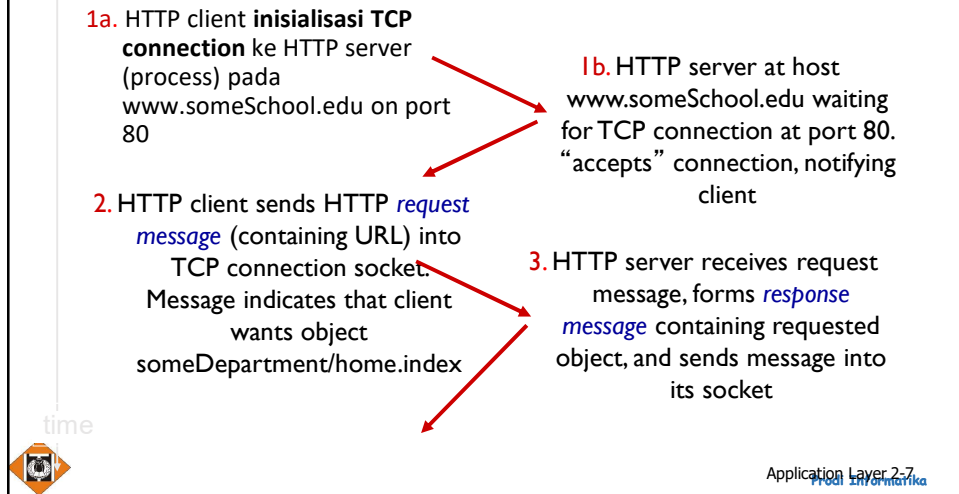 1a. HTTP client inisialisasi TCP
connection ke HTTP server
(process) pada
www.someSchool.edu on port
80
1b. HTTP server at host
www.someSchool.edu waiting
for TCP connection at port 80.
“accepts” connection, notifying
client
2. HTTP client sends HTTP request
message (containing URL) into
TCP connection socket.
Message indicates that client
wants object
someDepartment/home.index
3. HTTP server receives request
message, forms response
message containing requested
object, and sends message into
its socket
time
Application Layer 2-7
Prodi Informatika